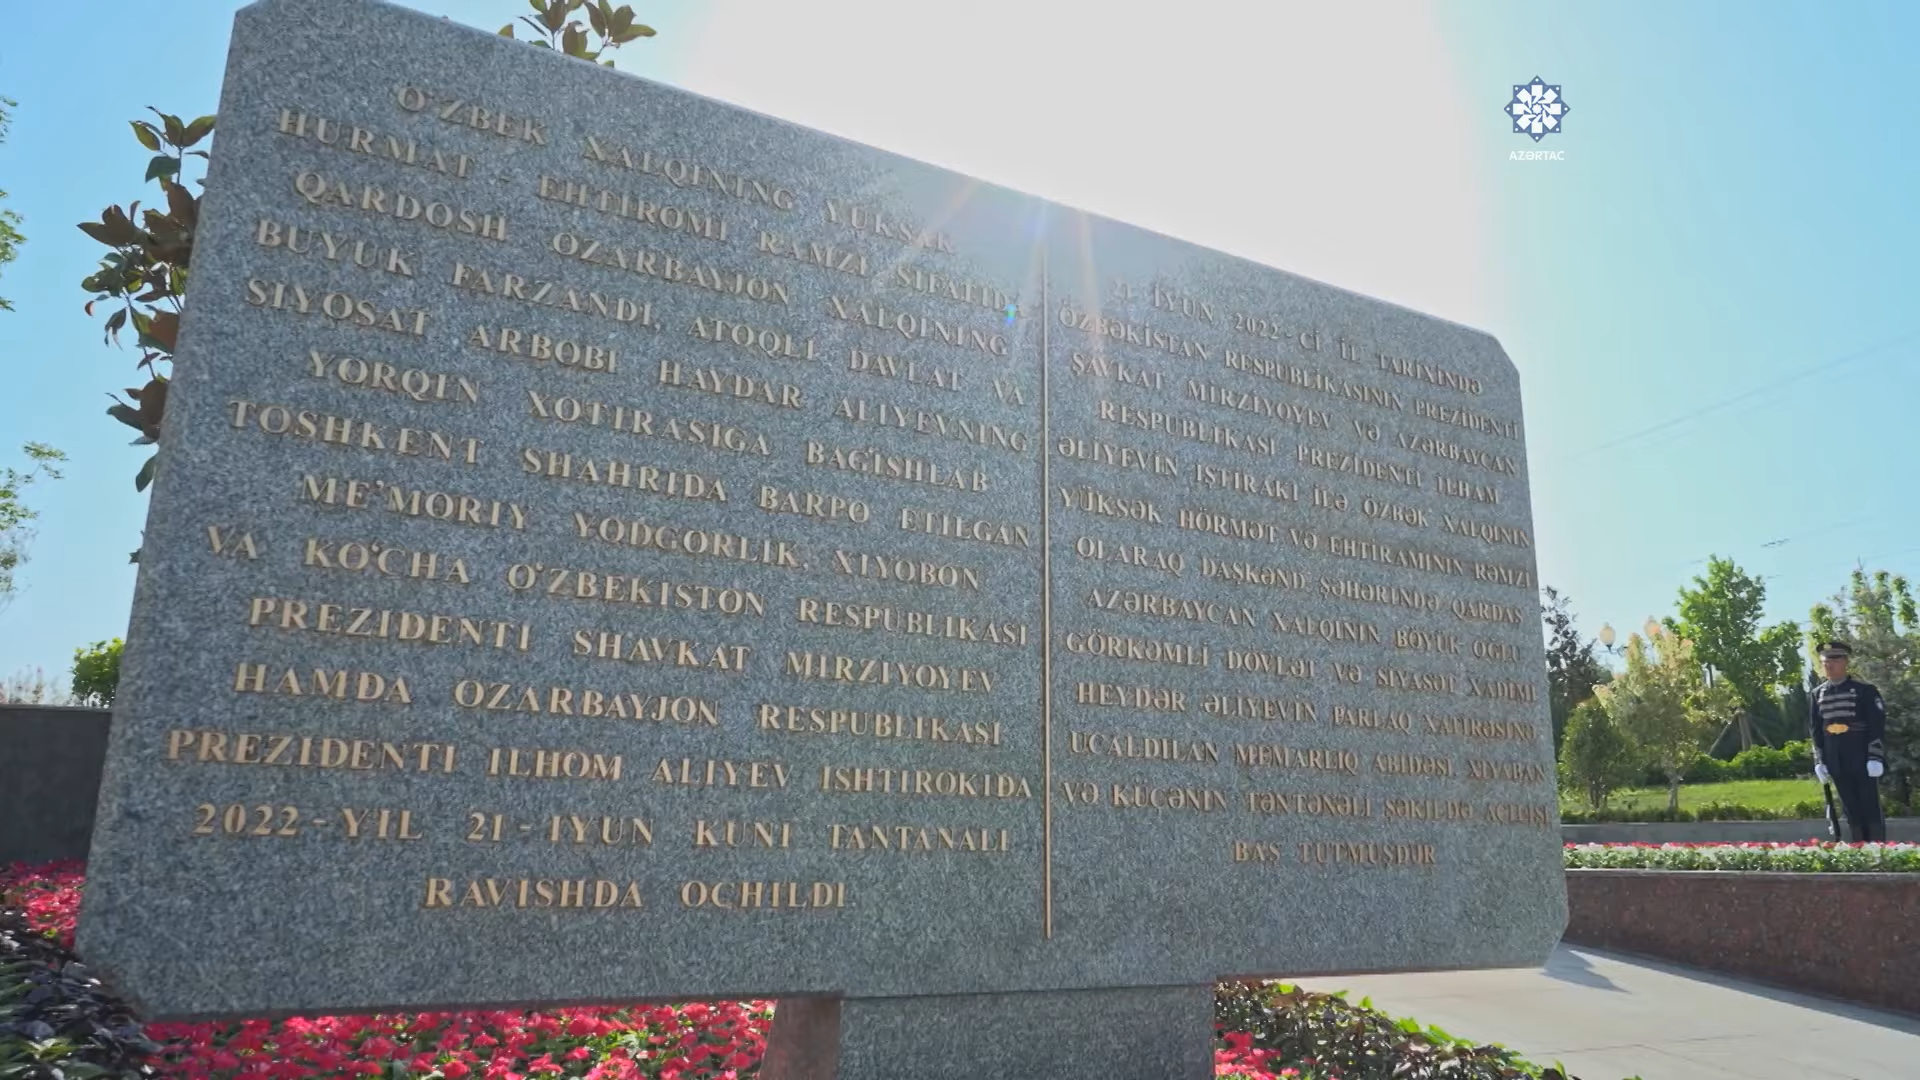 O‘ZBEK XALQINING YUKSAK
HURMAT - EHTIROMI RAMZI SIFATIDA
QARDOSH OZARBAYJON XALQINING
BUYUK FARZANDI, ATOQLI DAVLAT VA
SIYOSAT ARBOBI HAYDAR ALIYEVNING
YORQIN XOTIRASIGA BAG‘ISHLAB
TOSHKENT SHAHRIDA BARPO ETILGAN
ME’MORIY YODGORLIK, XIYOBON
VA KO‘CHA O‘ZBEKISTON RESPUBLIKASI
PREZIDENTI SHAVKAT MIRZIYOYEV
HAMDA OZARBAYJON RESPUBLIKASI
PREZIDENTI ILHOM ALIYEV ISHTIROKIDA
2022-YIL 21-IYUN KUNI TANTANALI
RAVISHDA OCHILDI.
21 İYUN 2022-Cİ İL TARİXİNDƏ
ÖZBƏKİSTAN RESPUBLİKASININ PREZİDENTİ
ŞAVKAT MİRZİYOYEV VƏ AZƏRBAYCAN
RESPUBLİKASI PREZİDENTİ İLHAM
ƏLİYEVİN İŞTİRAKI İLƏ ÖZBƏK XALQININ
YÜKSƏK HÖRMƏT VƏ EHTİRAMININ RƏMZİ
OLARAQ DAŞKƏND ŞƏHƏRİNDƏ QARDAŞ
AZƏRBAYCAN XALQININ BÖYÜK OĞLU
GÖRKƏMLİ DÖVLƏT VƏ SİYASƏT XADİMİ
HEYDƏR ƏLİYEVİN PARLAQ XATİRƏSİNƏ
UCALDILAN MEMARLIQ ABİDƏSİ, XİYABAN
VƏ KÜÇƏNİN TƏNTƏNƏLİ ŞƏKİLDƏ AÇILIŞI
BAŞ TUTMUŞDUR
AZƏRTAC